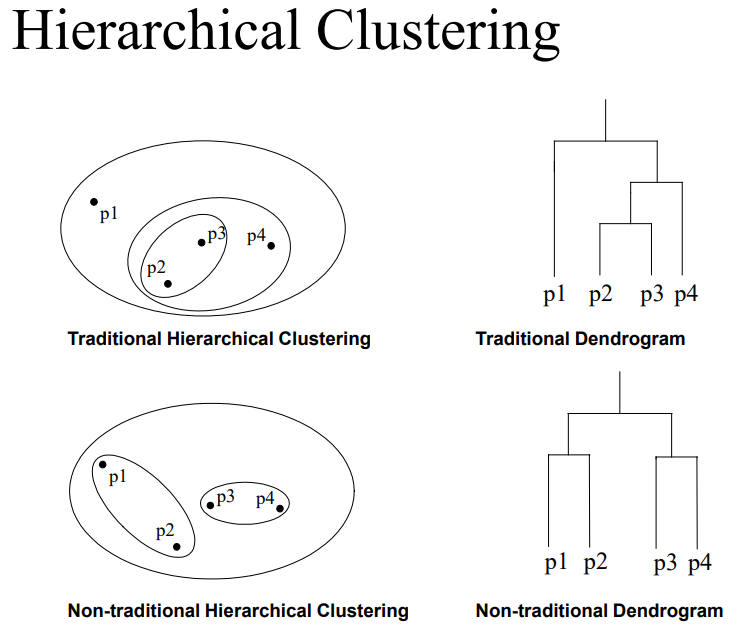 Hierarchical Clustering
p1
p3
p4
p2
Traditional Hierarchical Clustering
p1 p2 p3 p4
Traditional Dendrogram
p1
p3
p4
p2
Non-traditional Hierarchical Clustering
p1 p2 p3 p4
Non-traditional Dendrogram